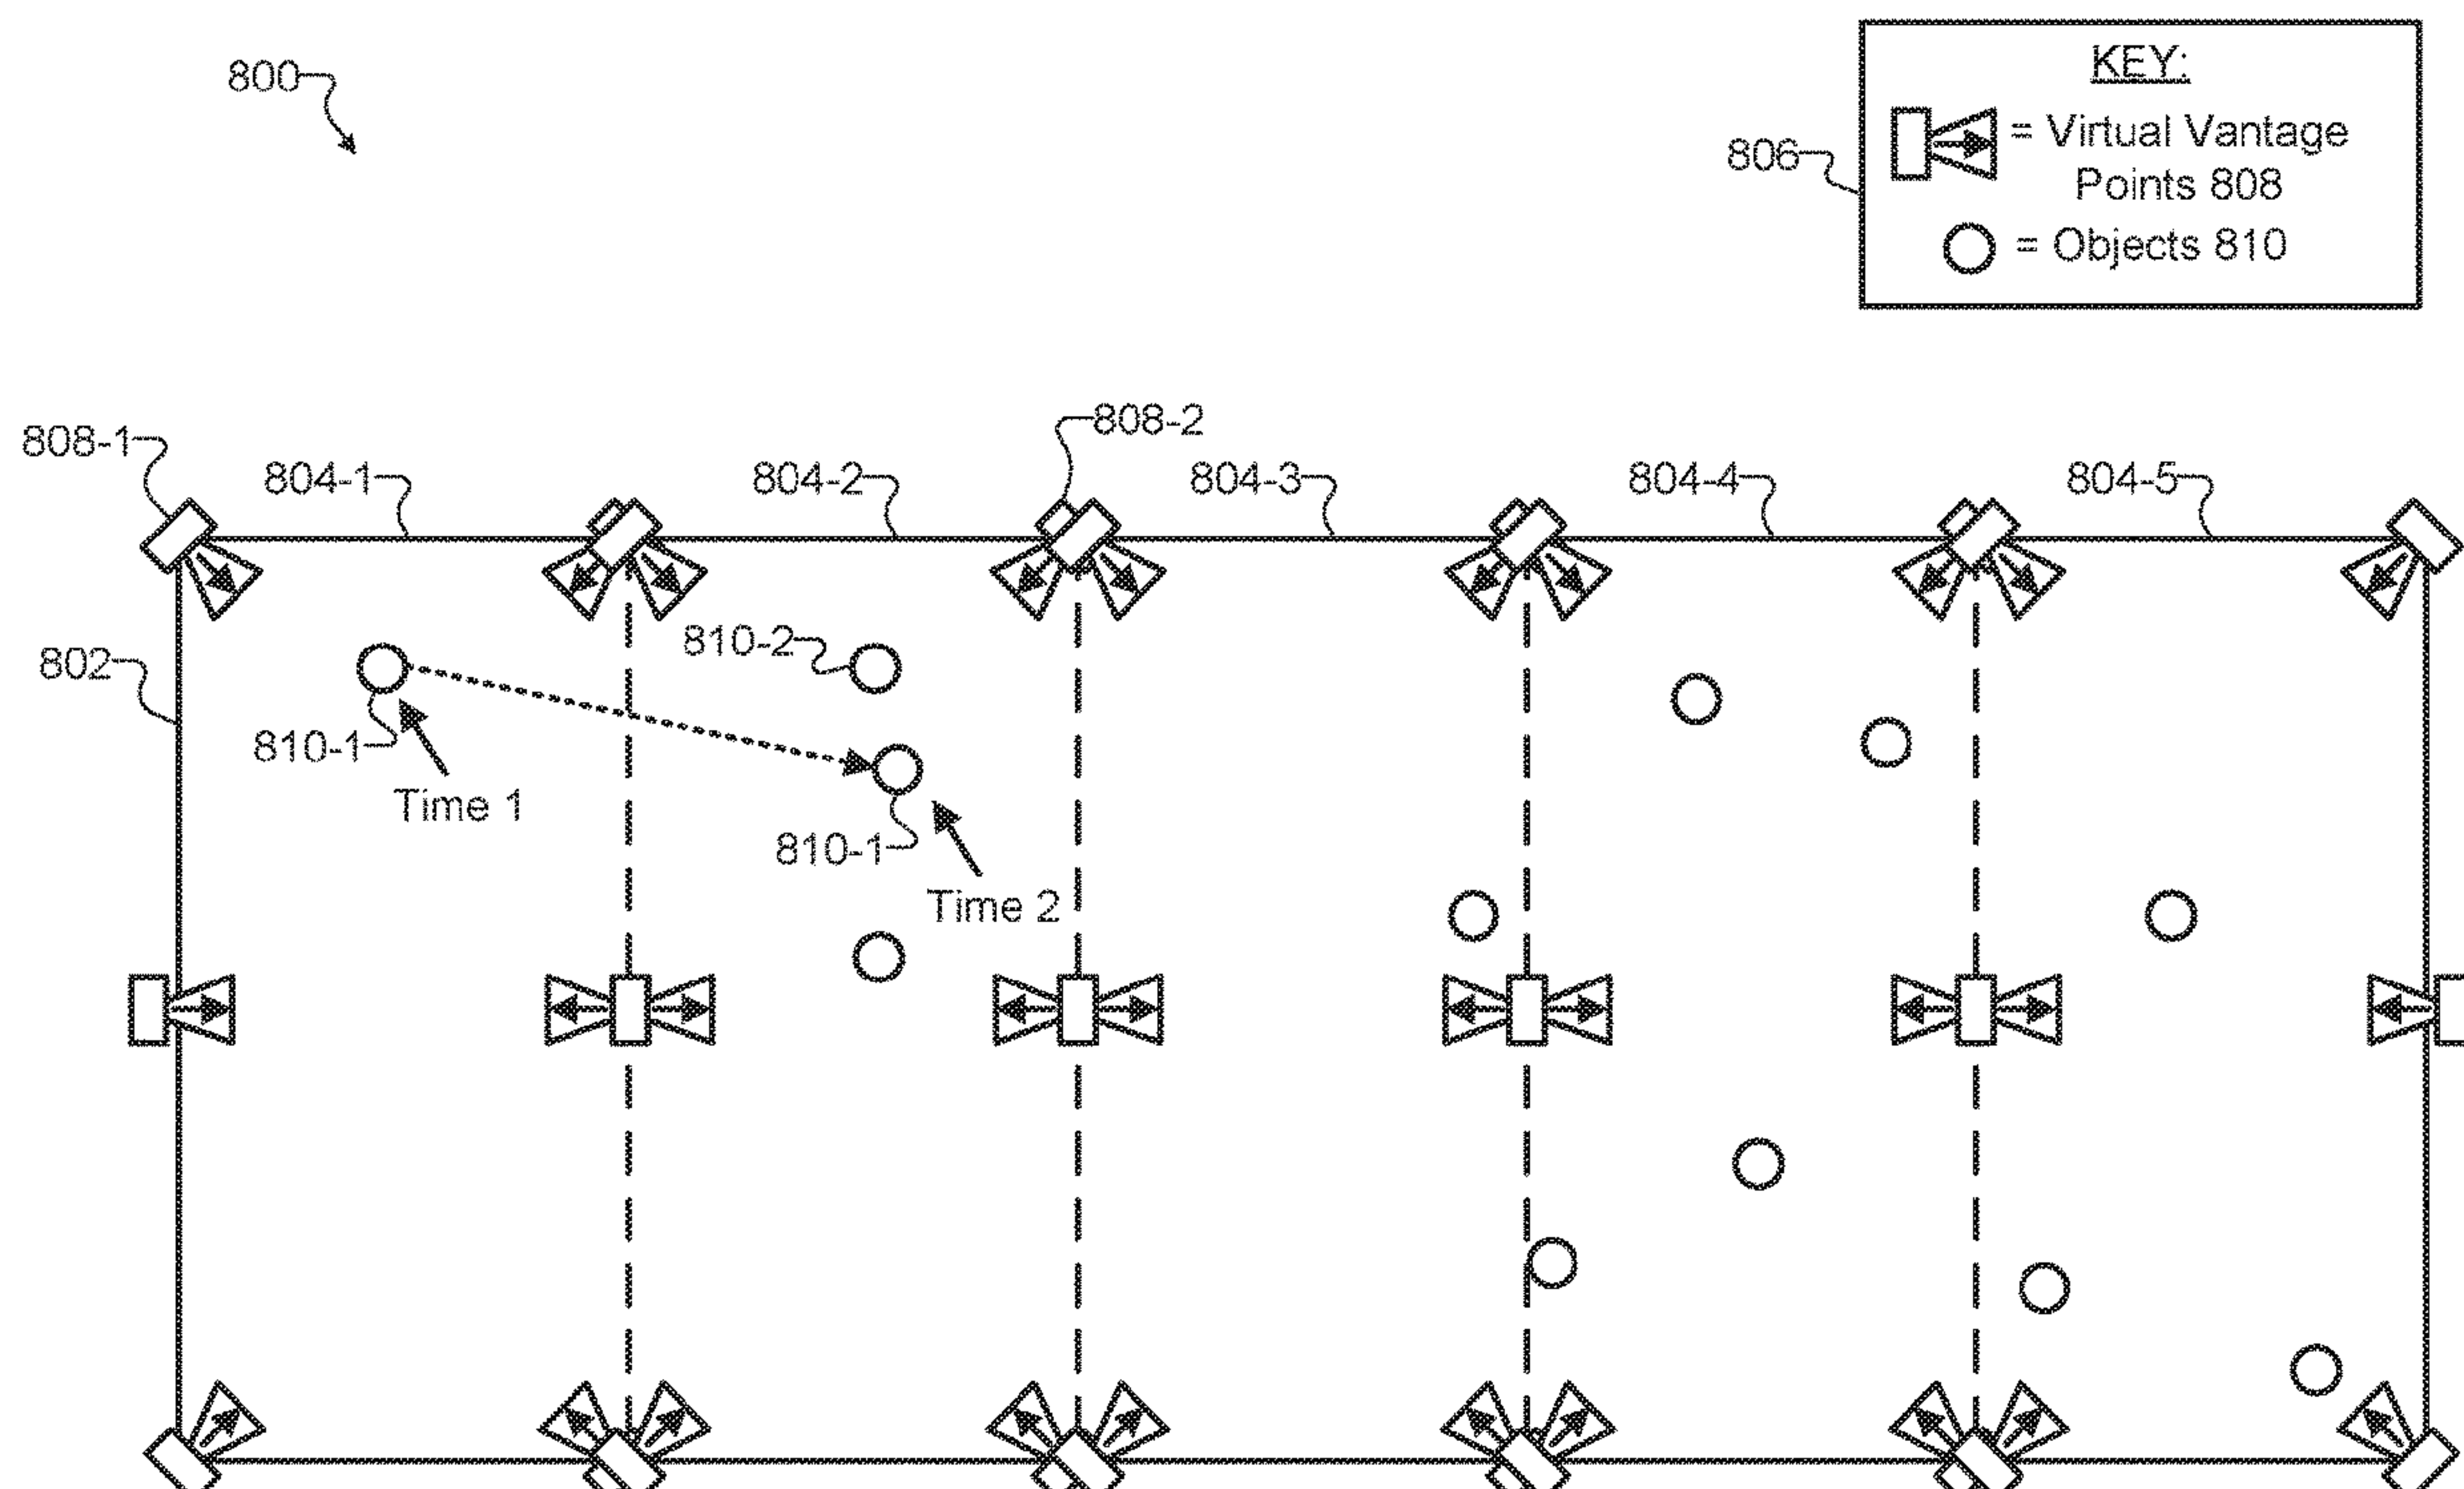 800
KEY:
= Virtual Vantage
Points 808
806
= Objects 810
808-2
808-1
804-1
804-2
804-3
804-4
804-5
802
810-2
810-1
Time 1
810-1
Time 2